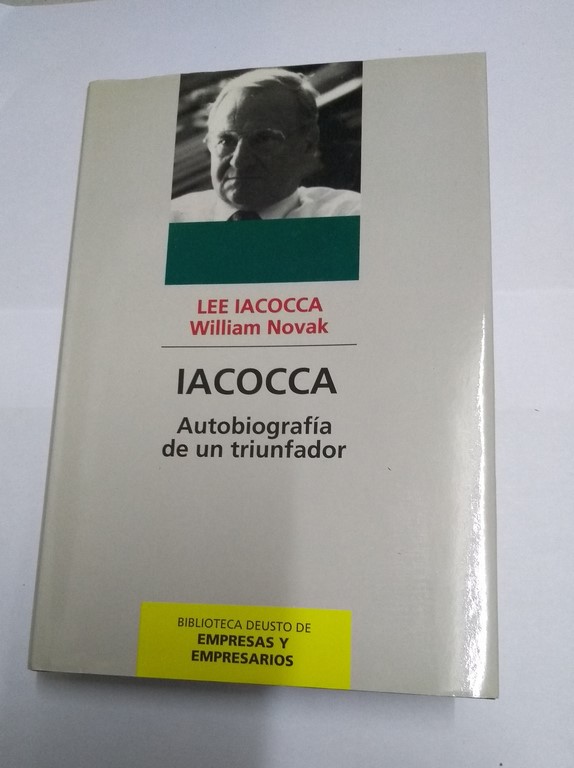 LEE IACOCCA
William Novak
IACOCCA
Autobiografía
de un triunfador
BIBLIOTECA DEUSTO DE
EMPRESAS Y
EMPRESARIOS